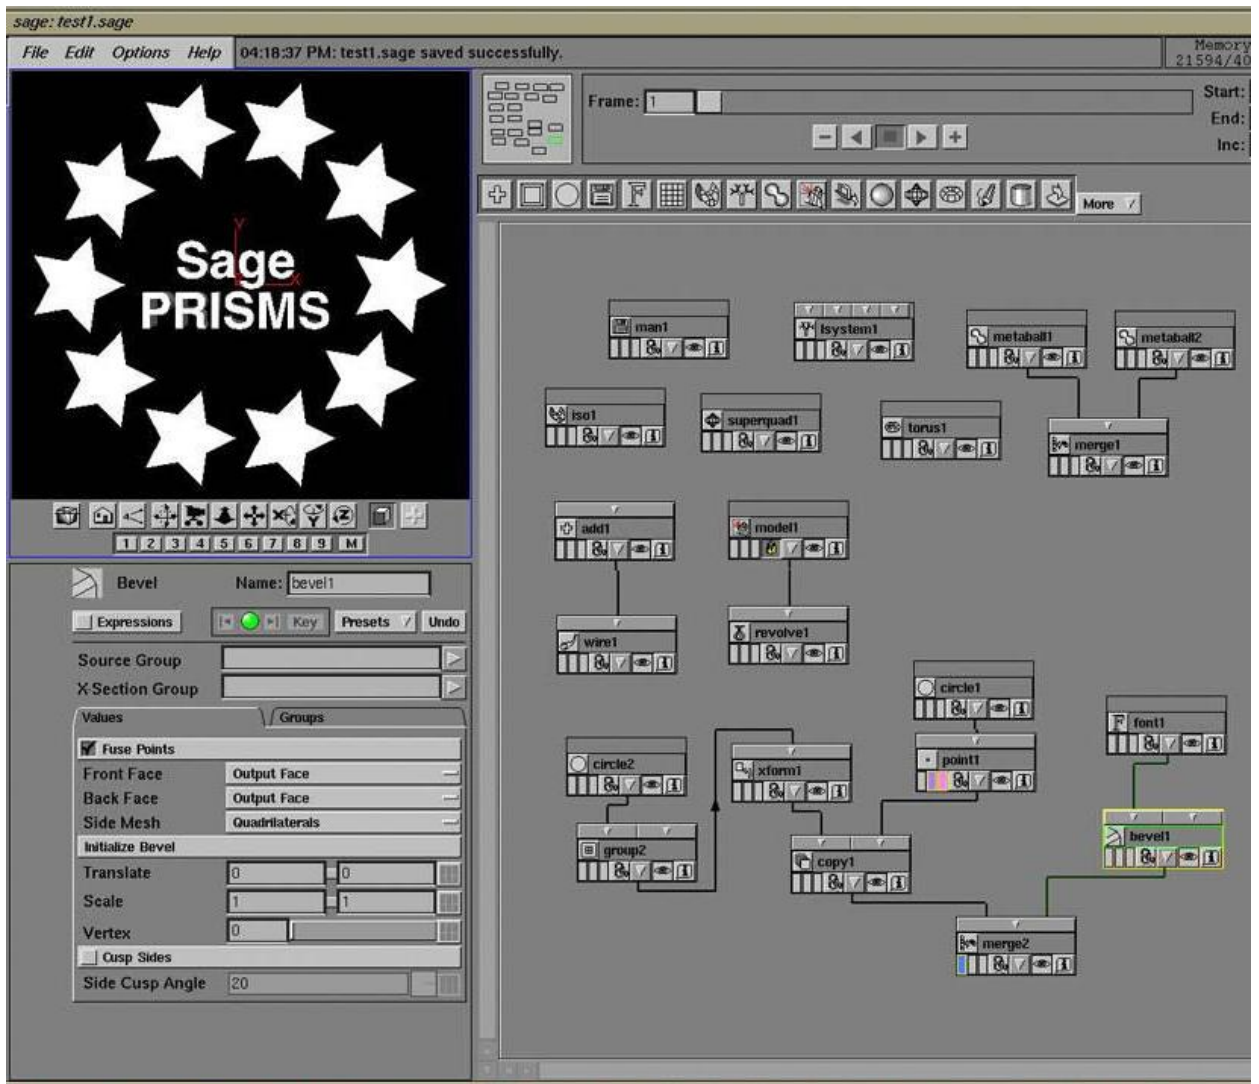 sage: test1.sage
File Edit Options Help 04:18:37 PM: test1.sage saved successfully.
Memory
21594/40
Sage
PRISMS
Y
X
1 2 3 4 5 6 7 8 9 M
Frame: 1
Start:
End:
Inc:
More
man1
lsystem1
metaball1
metaball2
iso1
superquad1
torus1
merge1
add1
model1
wire1
revolve1
circle1
font1
circle2
xform1
point1
group2
copy1
bevel1
merge2
Bevel Name: bevel1
Expressions Key Presets Undo
Source Group
X-Section Group
Values Groups
Fuse Points
Front Face Output Face
Back Face Output Face
Side Mesh Quadrilaterals
Initialize Bevel
Translate 0 0
Scale 1 1
Vertex 0
Cusp Sides
Side Cusp Angle 20